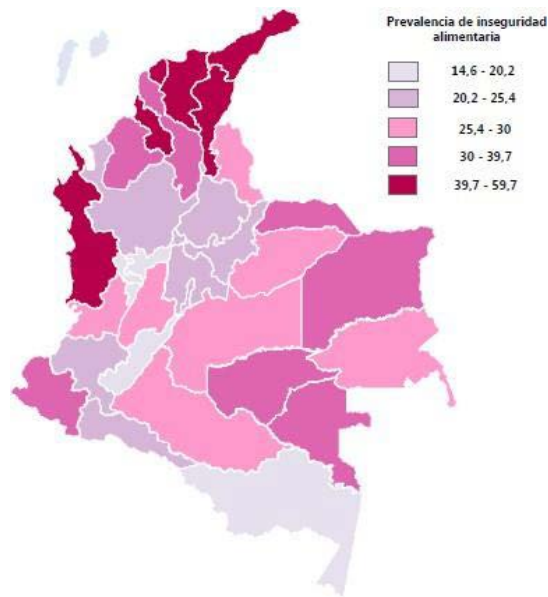 Prevalencia de inseguridad
alimentaria
14,6 - 20,2
20,2 - 25,4
25,4 - 30
30 - 39,7
39,7 - 59,7